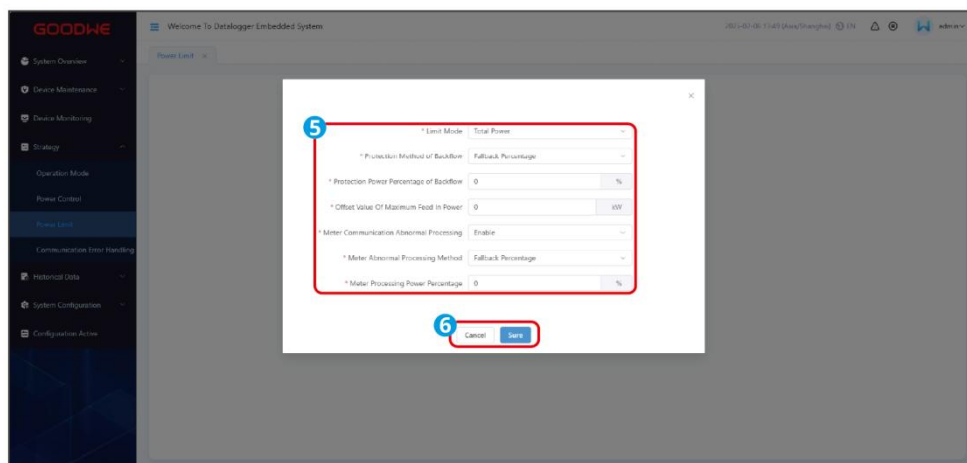 GOODWE
Welcome To Datalogger Embedded System
(Asia/Shanghai) EN admin
System Overview
Power Limit ×
Device Maintenance
Device Monitoring
Strategy
Operation Mode
Power Control
Power Limit
Communication Error Handling
Historical Data
System Configuration
Configuration Active
×
5
* Limit Mode Total Power
* Protection Method of Backflow Fallback Percentage
* Protection Power Percentage of Backflow 0 %
* Offset Value Of Maximum Feed In Power 0 kW
* Meter Communication Abnormal Processing Enable
* Meter Abnormal Processing Method Fallback Percentage
* Meter Processing Power Percentage 0 %
6
Cancel Sure